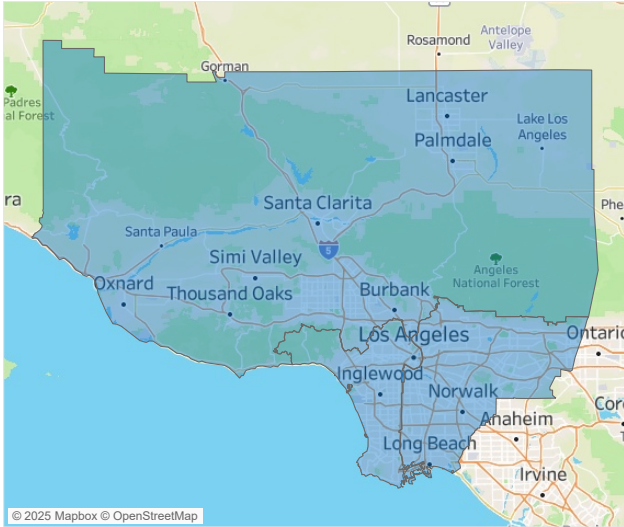 Rosamond
Antelope
Valley
Gorman
Padres
al Forest
Lancaster
Lake Los
Angeles
Palmdale
ra
Santa Clarita
Phe
Santa Paula
5
Simi Valley
Angeles
National Forest
Oxnard
Thousand Oaks
Burbank
Los Angeles
Ontario
Inglewood
Norwalk
Cor
Anaheim
Long Beach
Irvine
© 2025 Mapbox © OpenStreetMap